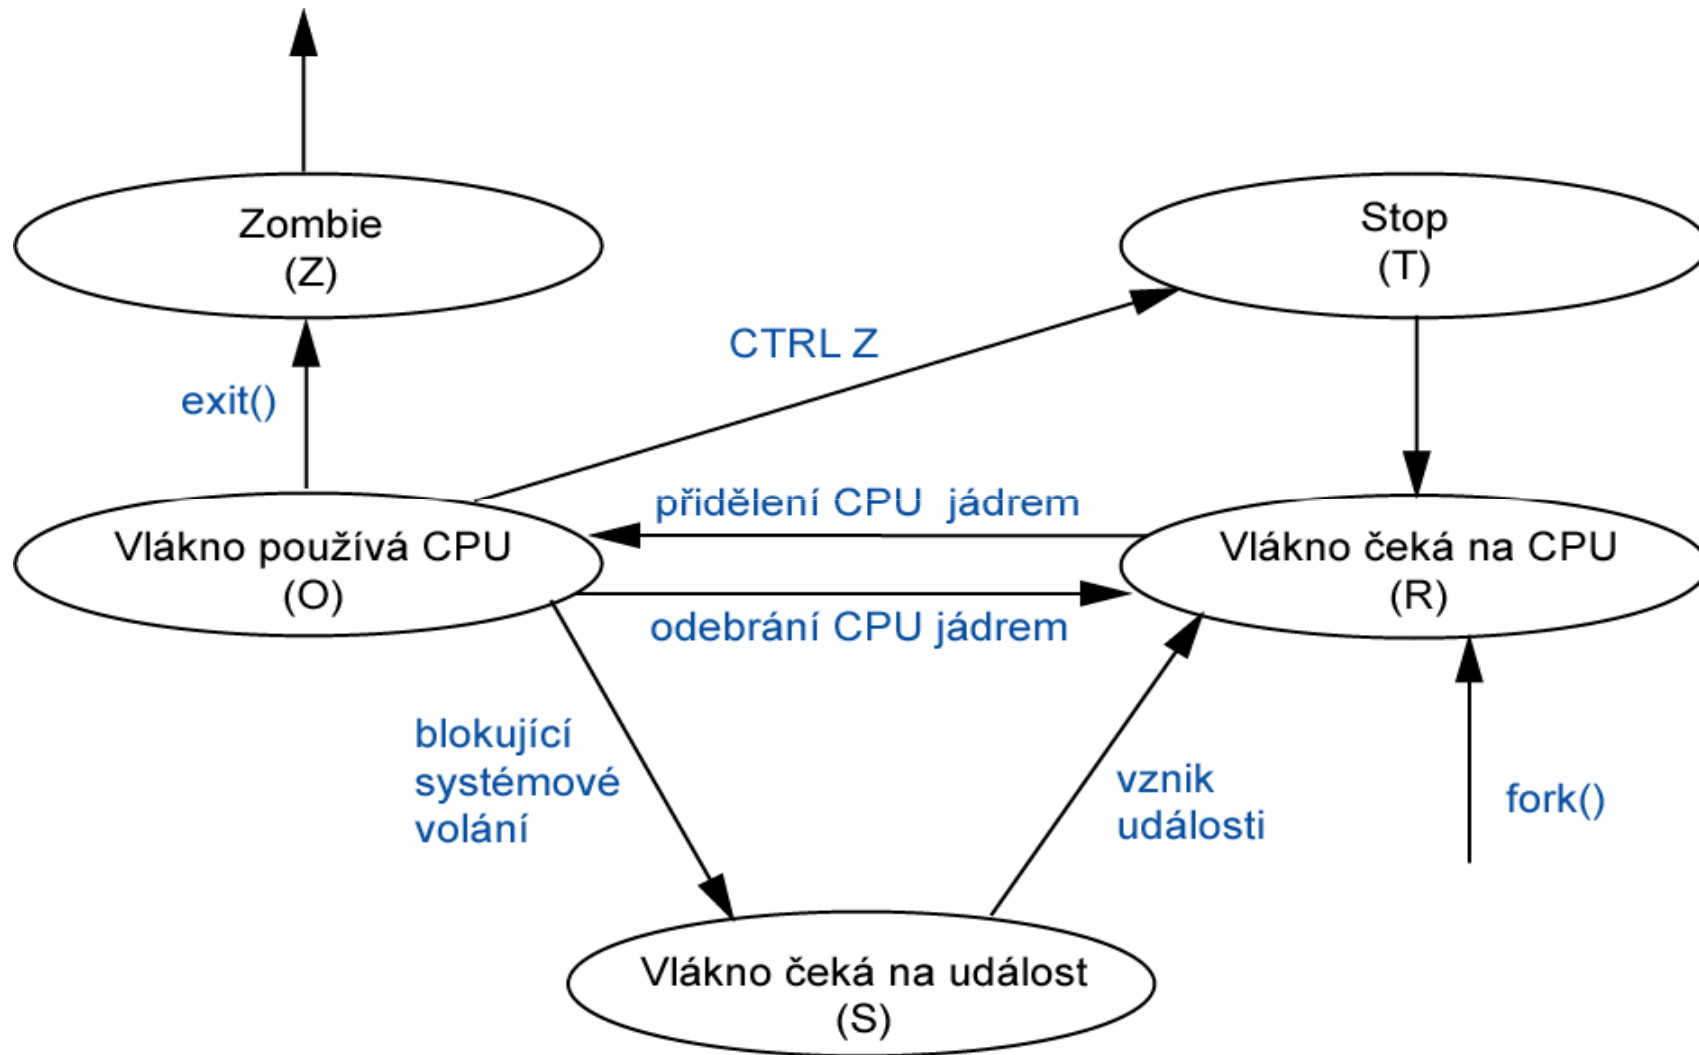 Zombie
(Z)
Stop
(T)
CTRL Z
exit()
přidělení CPU jádrem
Vlákno používá CPU
(O)
Vlákno čeká na CPU
(R)
odebrání CPU jádrem
blokující
systémové
volání
vznik
události
fork()
Vlákno čeká na událost
(S)